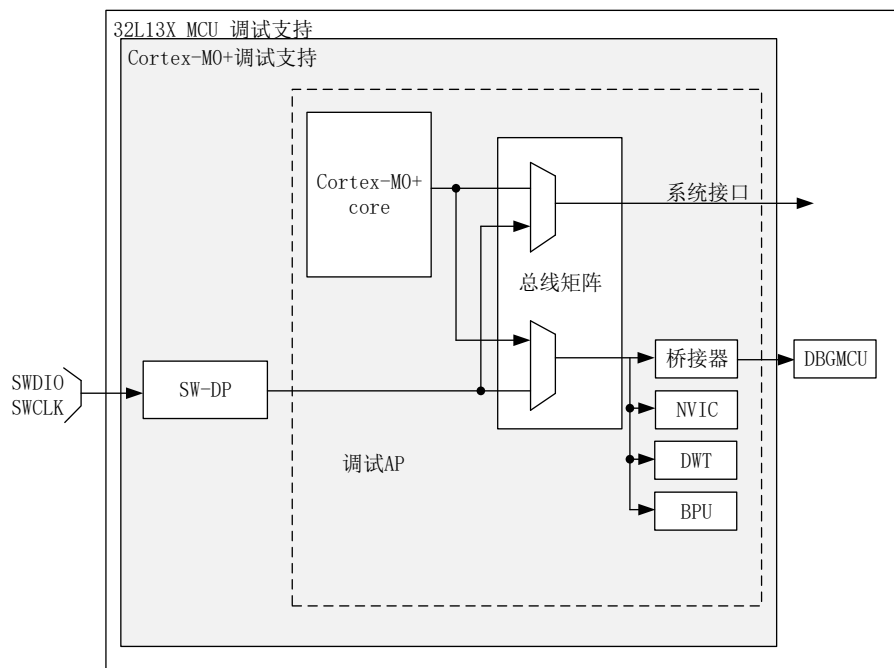 32L13X MCU 调试支持
Cortex-M0+调试支持
Cortex-M0+
core
系统接口
总线矩阵
桥接器
DBGMCU
SWDIO
SWCLK
SW-DP
NVIC
调试AP
DWT
BPU